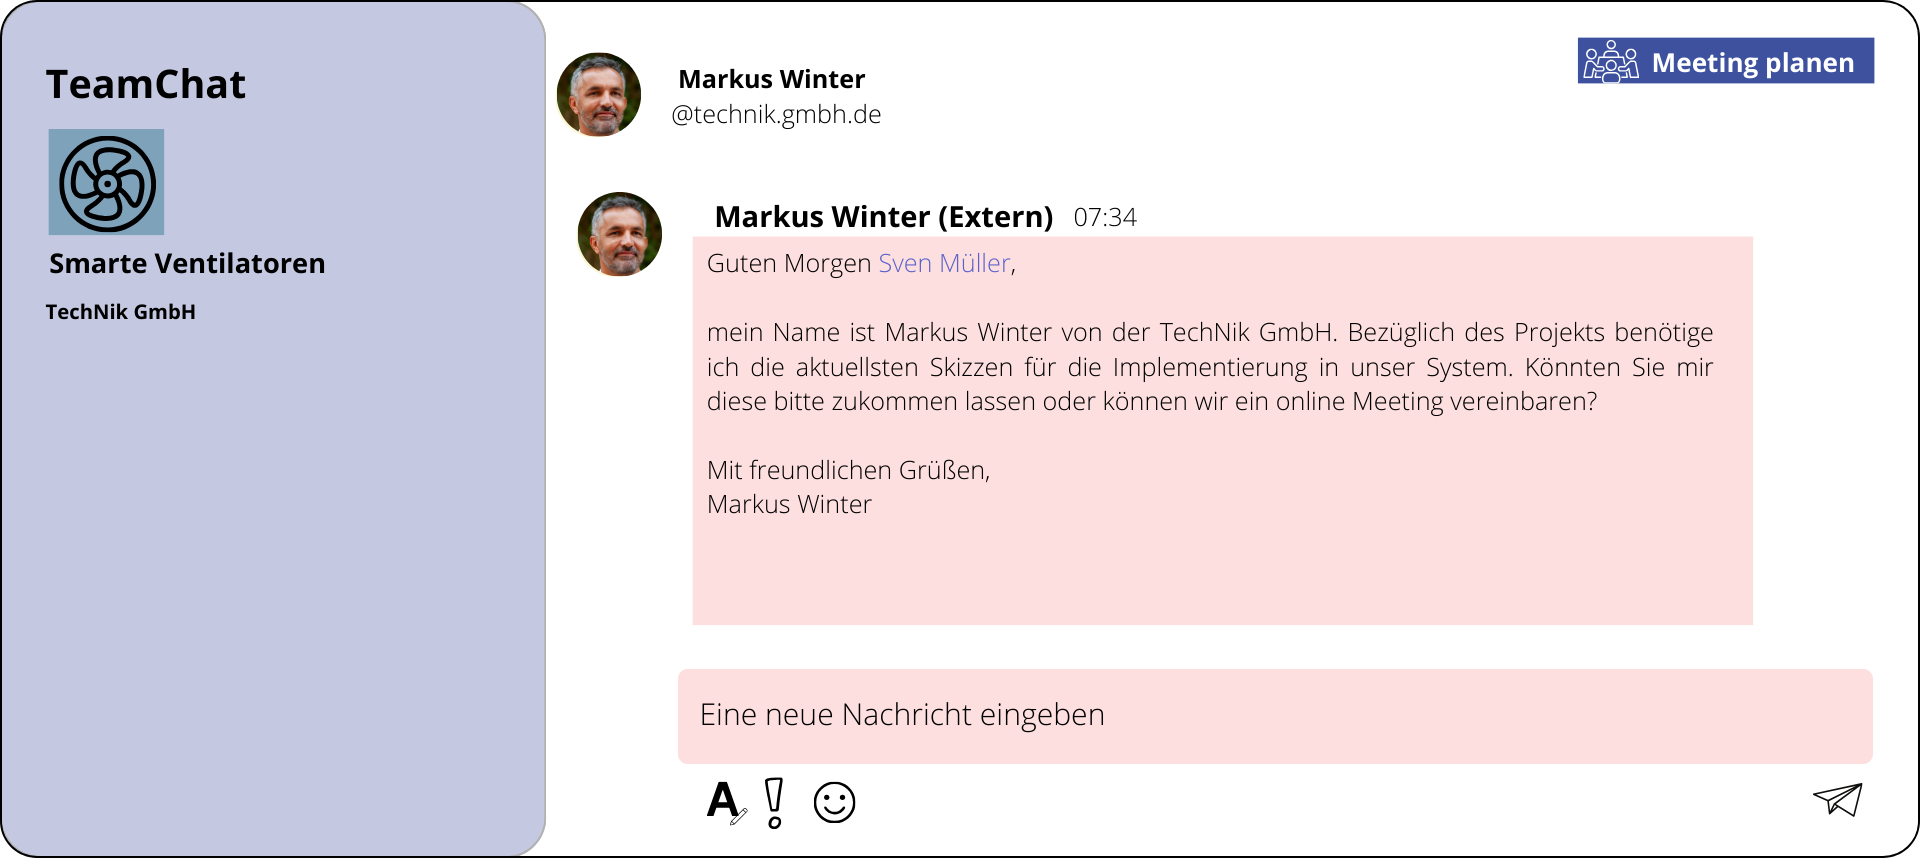 TeamChat
Smarte Ventilatoren
TechNik GmbH
Markus Winter
@technik.gmbh.de
Meeting planen
Markus Winter (Extern) 07:34
Guten Morgen Sven Müller,
mein Name ist Markus Winter von der TechNik GmbH. Bezüglich des Projekts benötige
ich die aktuellsten Skizzen für die Implementierung in unser System. Könnten Sie mir
diese bitte zukommen lassen oder können wir ein online Meeting vereinbaren?
Mit freundlichen Grüßen,
Markus Winter
Eine neue Nachricht eingeben
A